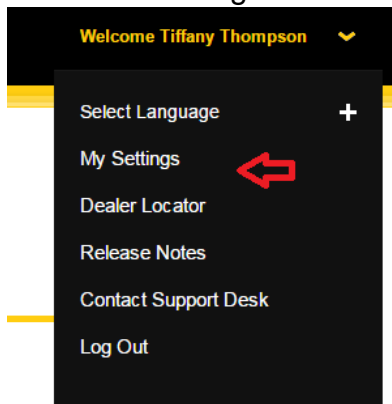 Welcome Tiffany Thompson
Select Language +
My Settings
Dealer Locator
Release Notes
Contact Support Desk
Log Out